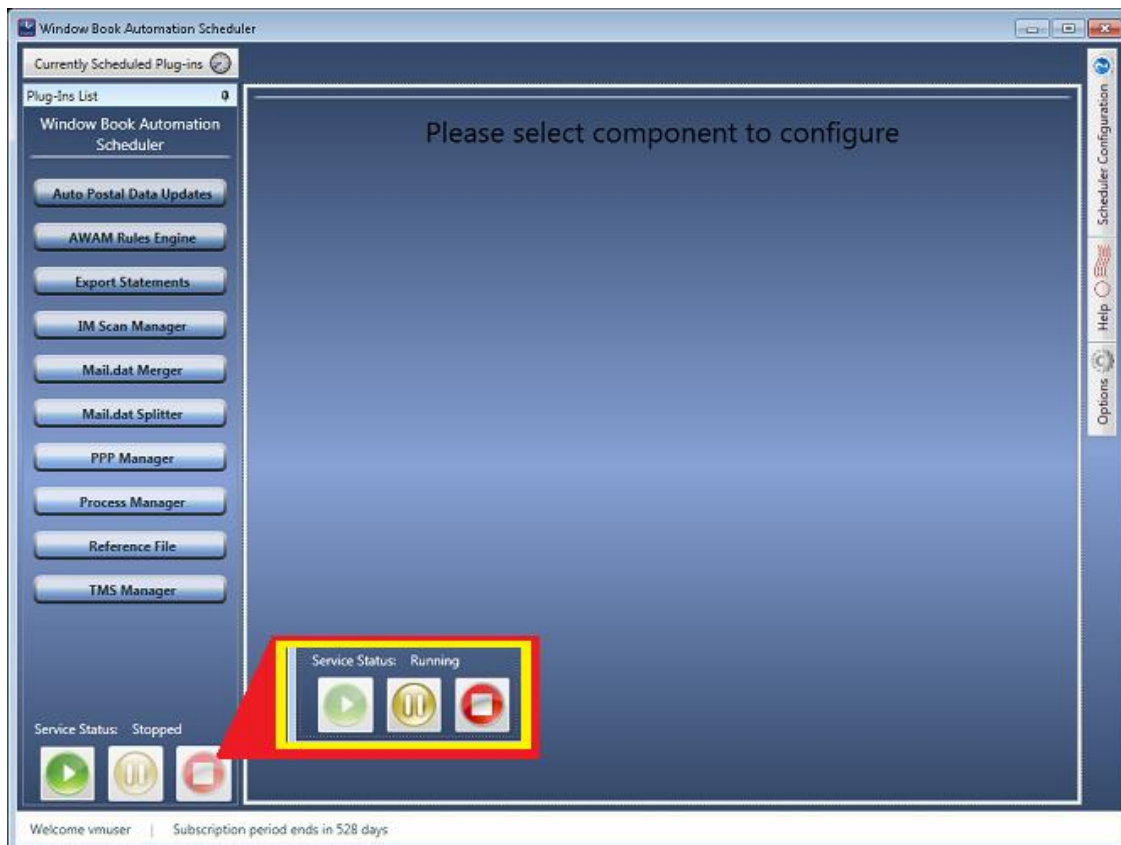 Window Book Automation Scheduler
Currently Scheduled Plug-ins
Plug-Ins List
Window Book Automation
Scheduler
Auto Postal Data Updates
AWAM Rules Engine
Export Statements
IM Scan Manager
Mail.dat Merger
Mail.dat Splitter
PPP Manager
Process Manager
Reference File
TMS Manager
Service Status: Stopped
Please select component to configure
Service Status: Running
Scheduler Configuration
Help
Options
Welcome vmuser | Subscription period ends in 528 days